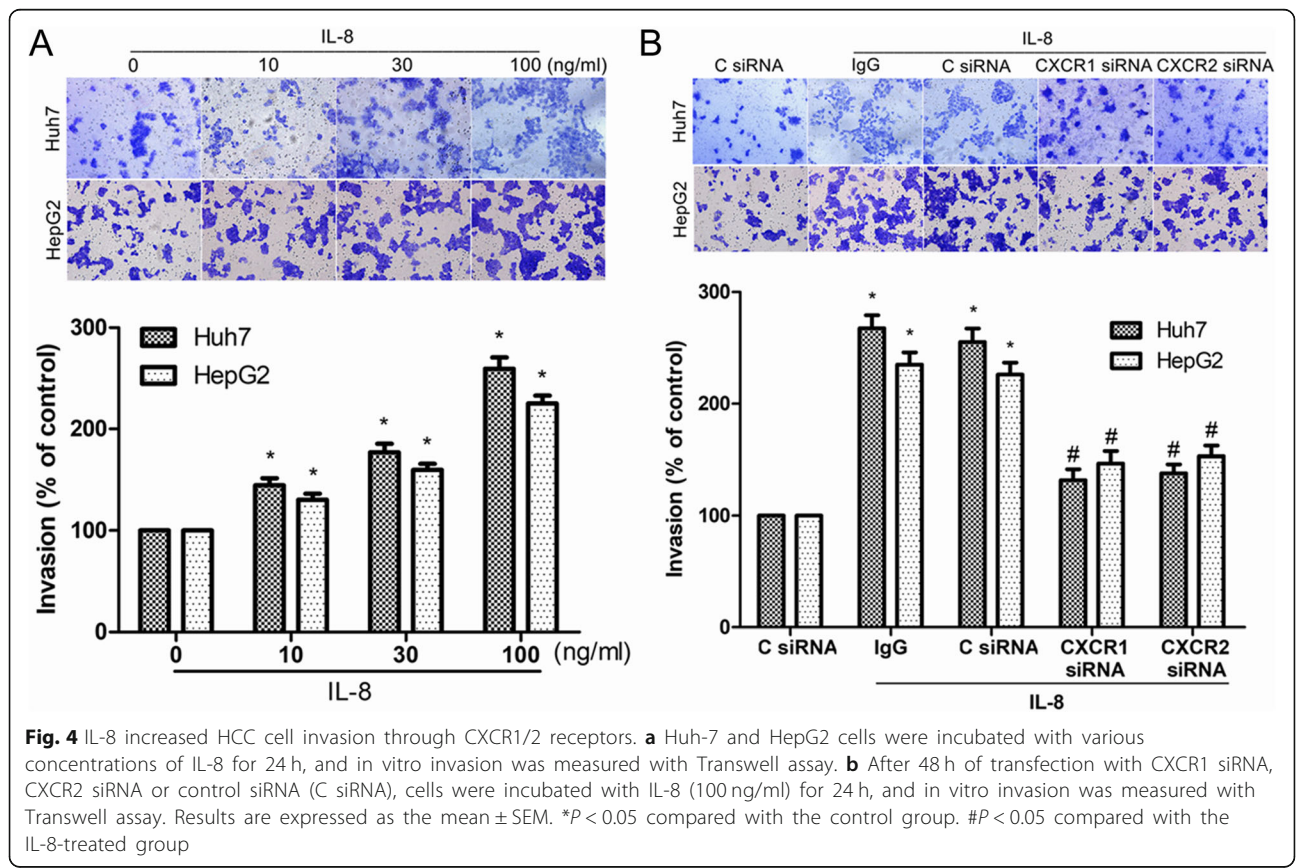 A
IL-8
0 10 30 100 (ng/ml)
Huh7
HepG2
300
200
100
0
Invasion (% of control)
Huh7
HepG2
* * * * * *
0 10 30 100 (ng/ml)
IL-8
B
IL-8
C siRNA IgG C siRNA CXCR1 siRNA CXCR2 siRNA
Huh7
HepG2
300
200
100
0
Invasion (% of control)
Huh7
HepG2
* * * * # # # #
C siRNA IgG C siRNA CXCR1 siRNA CXCR2 siRNA
IL-8
Fig. 4 IL-8 increased HCC cell invasion through CXCR1/2 receptors. a Huh-7 and HepG2 cells were incubated with various
concentrations of IL-8 for 24 h, and in vitro invasion was measured with Transwell assay. b After 48 h of transfection with CXCR1 siRNA,
CXCR2 siRNA or control siRNA (C siRNA), cells were incubated with IL-8 (100 ng/ml) for 24 h, and in vitro invasion was measured with
Transwell assay. Results are expressed as the mean ± SEM. *P < 0.05 compared with the control group. #P < 0.05 compared with the
IL-8-treated group